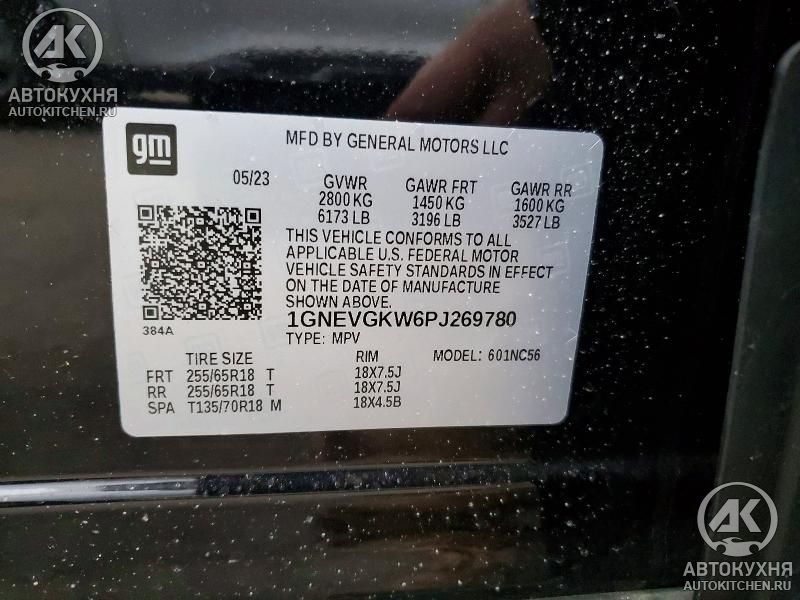 АВТОКУХНЯ
AUTOKITCHEN.RU
gm
MFD BY GENERAL MOTORS LLC
05/23 GVWR GAWR FRT GAWR RR
2800 KG 1450 KG 1600 KG
6173 LB 3196 LB 3527 LB
THIS VEHICLE CONFORMS TO ALL
APPLICABLE U.S. FEDERAL MOTOR
VEHICLE SAFETY STANDARDS IN EFFECT
ON THE DATE OF MANUFACTURE
SHOWN ABOVE.
384A
1GNEVGKW6PJ269780
TYPE: MPV MODEL: 601NC56
TIRE SIZE RIM
FRT 255/65R18 T 18X7.5J
RR 255/65R18 T 18X7.5J
SPA T135/70R18 M 18X4.5B
АК
АВТОКУХНЯ
AUTOKITCHEN.RU